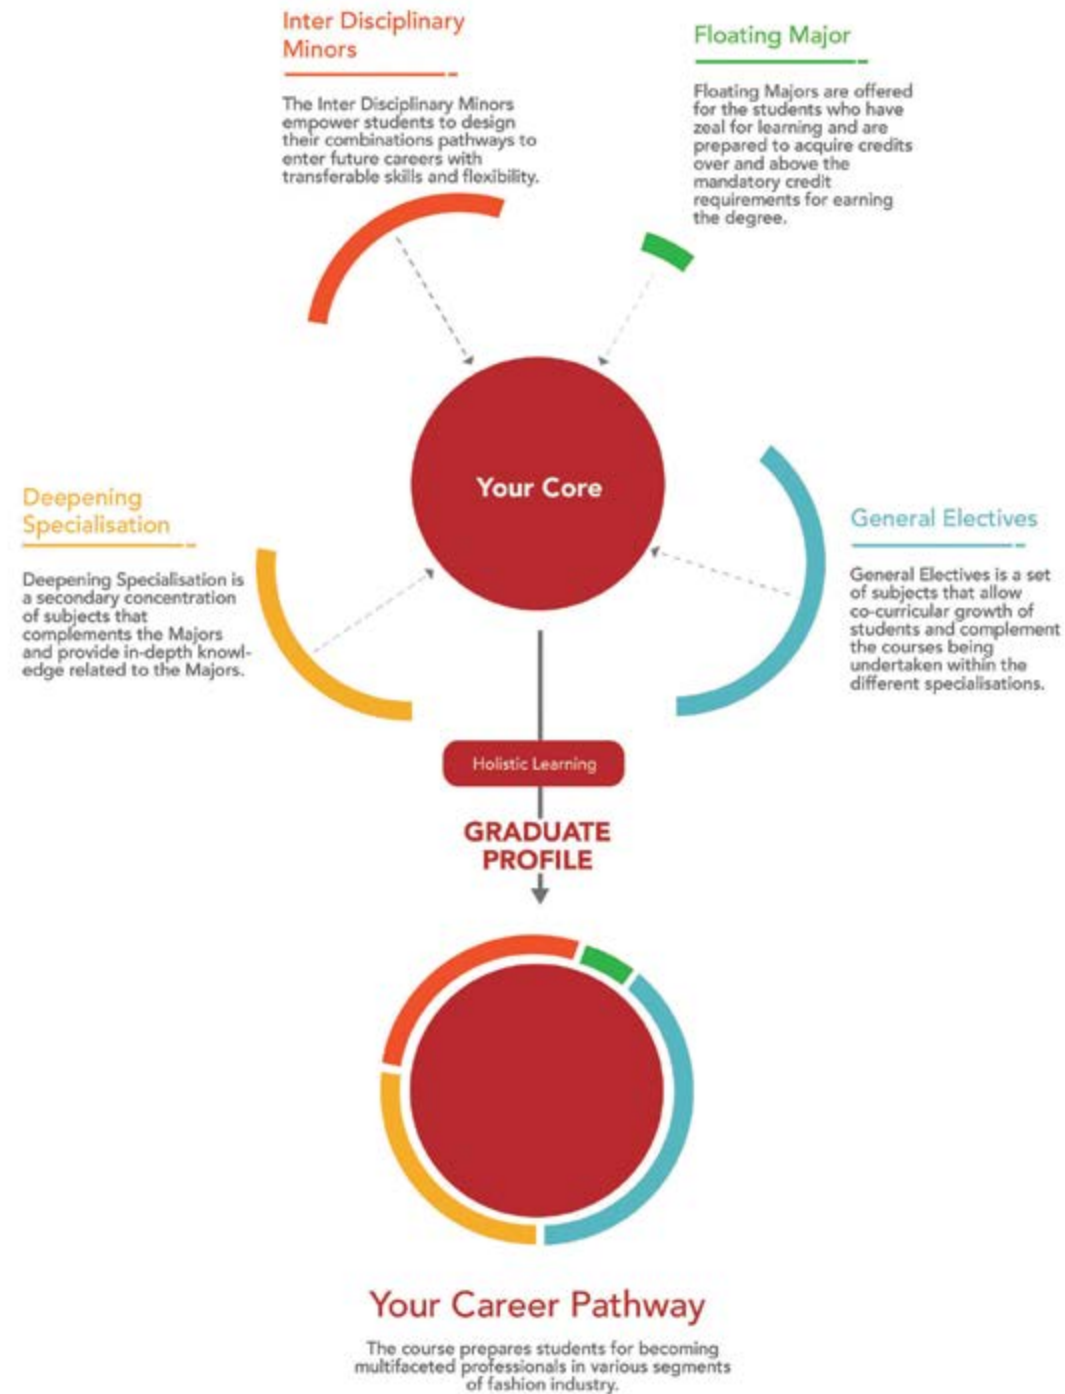 Inter Disciplinary
Minors
The Inter Disciplinary Minors
empower students to design
their combinations pathways to
enter future careers with
transferable skills and flexibility.
Floating Major
Floating Majors are offered
for the students who have
zeal for learning and are
prepared to acquire credits
over and above the
mandatory credit
requirements for earning
the degree.
Your Core
Deepening
Specialisation
Deepening Specialisation is
a secondary concentration
of subjects that
complements the Majors
and provide in-depth knowl-
edge related to the Majors.
General Electives
General Electives is a set
of subjects that allow
co-curricular growth of
students and complement
the courses being
undertaken within the
different specialisations.
Holistic Learning
GRADUATE
PROFILE
Your Career Pathway
The course prepares students for becoming
multifaceted professionals in various segments
of fashion industry.